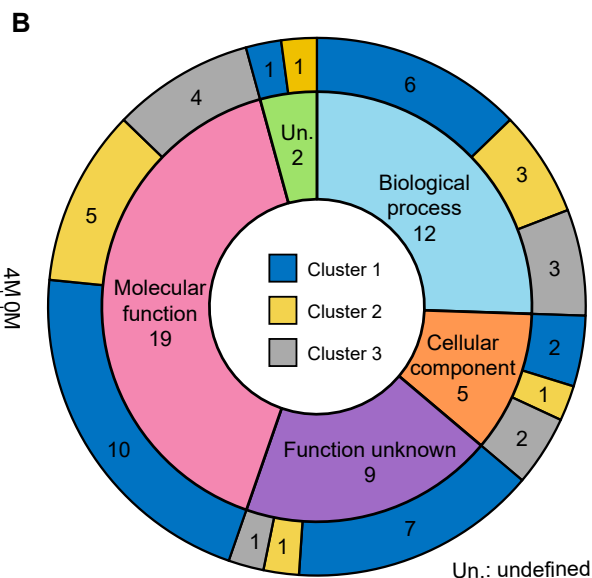 B
1
1
6
4
Un.
2
3
Biological
process
12
5
3
Cluster 1
Cluster 2
Cluster 3
Molecular
function
19
4M 0M
Cellular
component
5
2
1
2
Function unknown
9
10
7
1
1
Un.: undefined